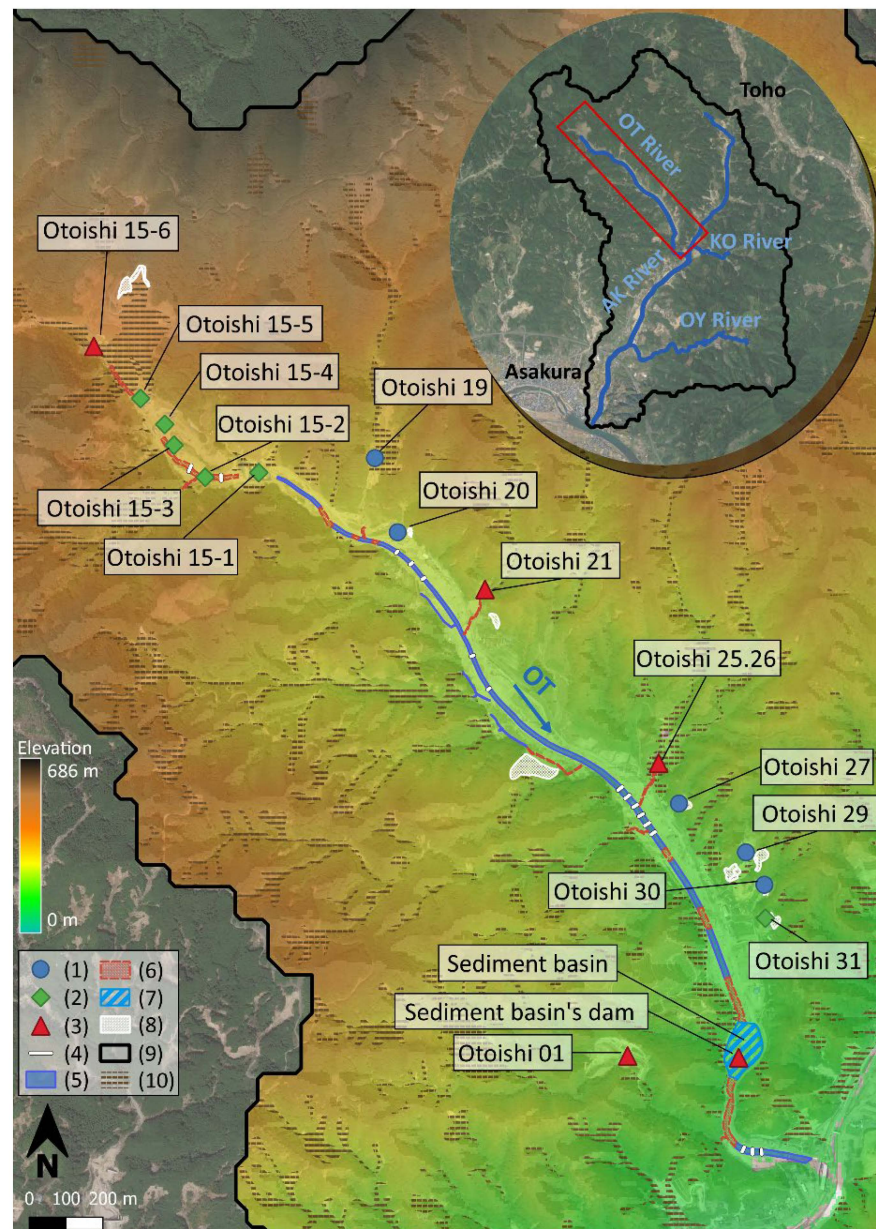 Toho
OT River
KO River
AK River
OY River
Asakura
Otoishi 15-6
Otoishi 15-5
Otoishi 15-4
Otoishi 19
Otoishi 15-2
Otoishi 20
Otoishi 15-3
Otoishi 15-1
Otoishi 21
OT
Otoishi 25.26
Otoishi 27
Otoishi 29
Otoishi 30
Otoishi 31
Sediment basin
Sediment basin's dam
Otoishi 01
Elevation
686 m
0 m
(1) (6)
(2) (7)
(3) (8)
(4) (9)
(5) (10)
N
0 100 200 m